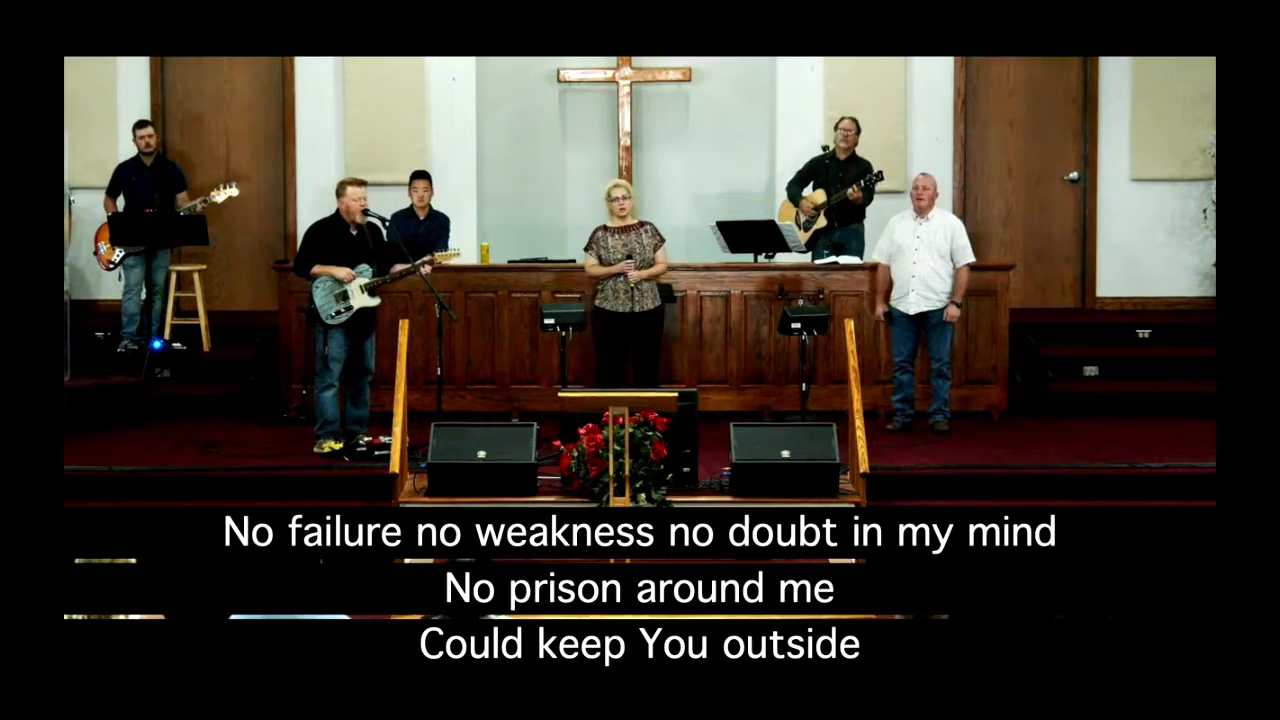 No failure no weakness no doubt in my mind
No prison around me
Could keep You outside